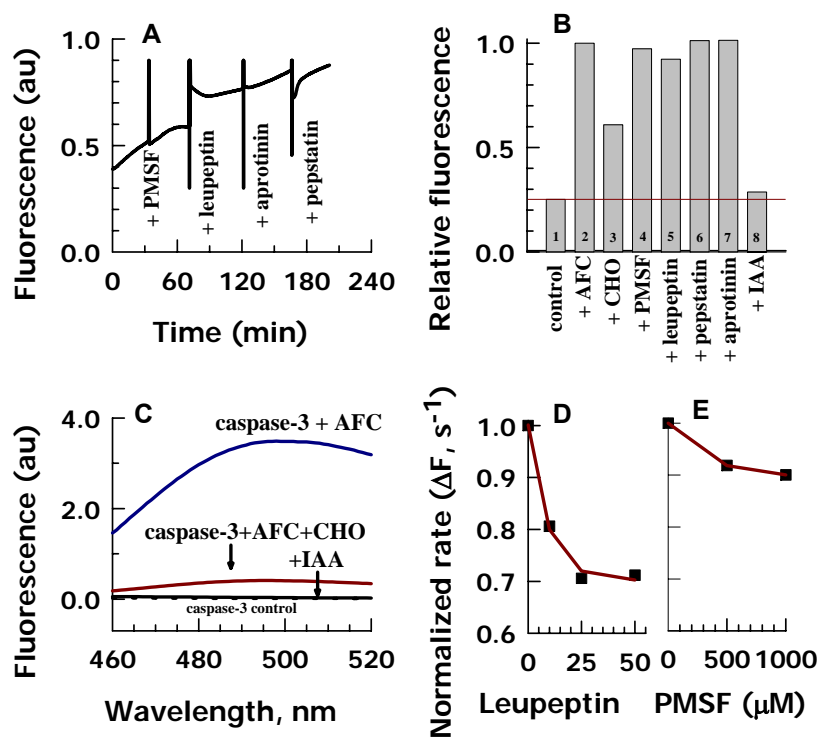 A
Fluorescence (au)
1.0
0.5
0.0
+ PMSF
+ leupeptin
+ aprotinin
+ pepstatin
0 60 120 180 240
Time (min)
B
Relative fluorescence
1.0
0.5
0.0
1 2 3 4 5 6 7 8
control
+ AFC
+ CHO
+ PMSF
+ leupeptin
+ pepstatin
+ aprotinin
+ IAA
C
Fluorescence (au)
4.0
2.0
0.0
caspase-3 + AFC
caspase-3+AFC+CHO
+IAA
caspase-3 control
460 480 500 520
Wavelength, nm
D
Normalized rate (ΔF, s⁻¹)
1.0
0.9
0.8
0.7
0.6
0 25 50
Leupeptin
E
0 500 1000
PMSF (μM)